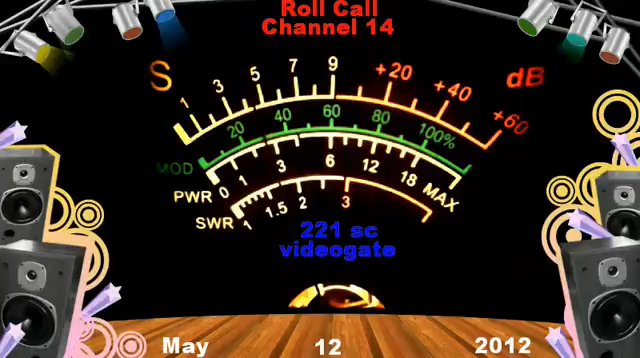 Roll Call
Channel 14
S 1 3 5 7 9 +20 +40 +60 dB
MOD 20 40 60 80 100%
PWR 0 1 3 6 12 18 MAX
SWR 1 1.5 2 3
221 sc
videogate
May 12 2012